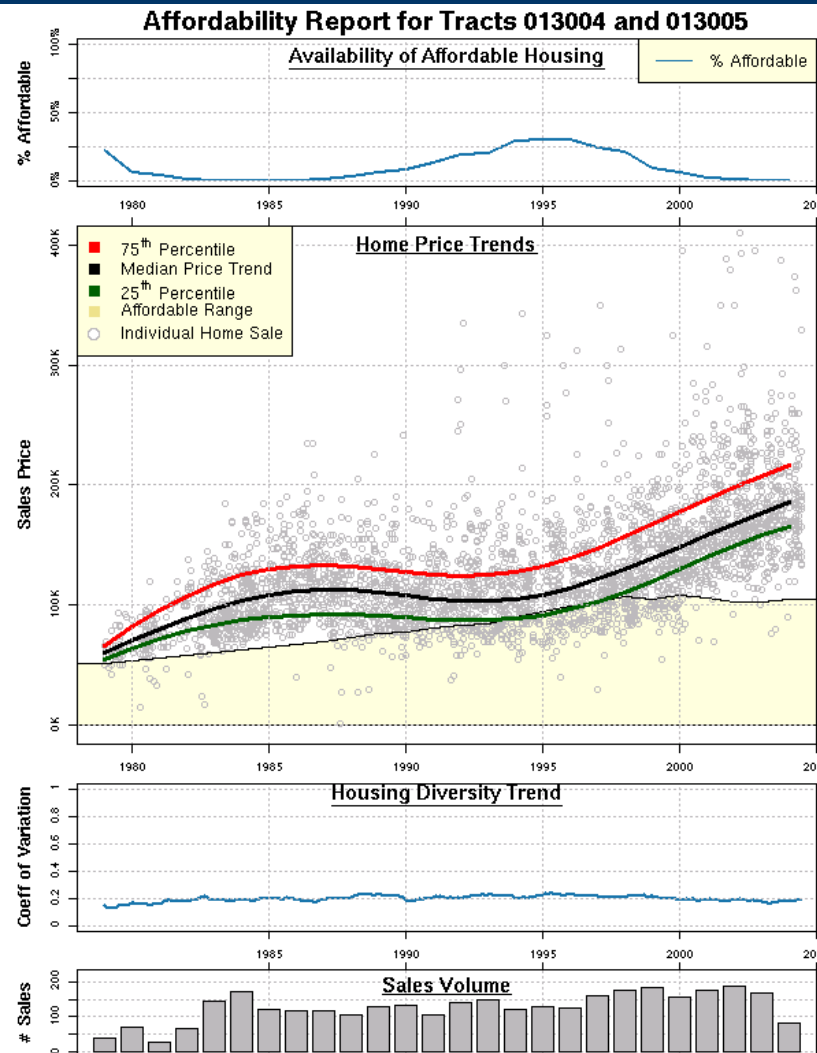 Affordability Report for Tracts 013004 and 013005
Availability of Affordable Housing
% Affordable
% Affordable
100%
50%
0%
1980 1985 1990 1995 2000 20
Home Price Trends
75th Percentile
Median Price Trend
25th Percentile
Affordable Range
Individual Home Sale
Sales Price
400K
300K
200K
100K
0K
1980 1985 1990 1995 2000 20
Housing Diversity Trend
Coeff of Variation
1
0.8
0.6
0.4
0.2
0
1985 1990 1995 2000 20
Sales Volume
# Sales
200
100
0